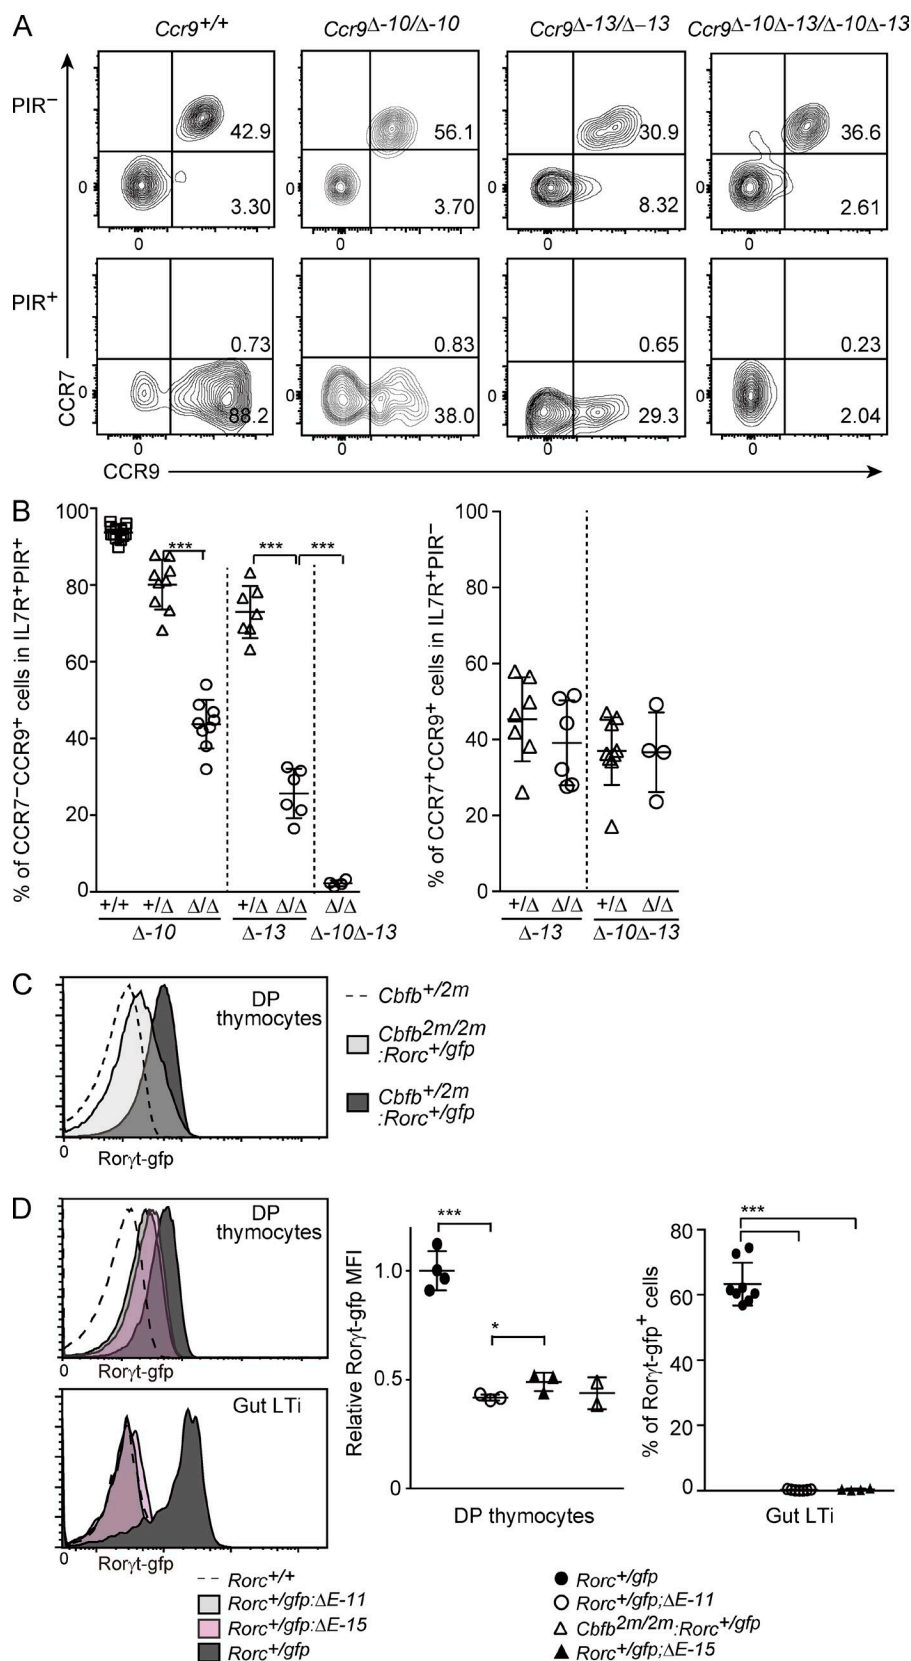 A
Ccr9+/+
Ccr9Δ-10/Δ-10
Ccr9Δ-13/Δ-13
Ccr9Δ-10Δ-13/Δ-10Δ-13
PIR−
42.9
56.1
30.9
36.6
0
0
0
0
3.30
3.70
8.32
2.61
0
0
0
0
PIR+
0.73
0.83
0.65
0.23
0
0
0
0
88.2
38.0
29.3
2.04
0
0
0
0
CCR7
CCR9
B
% of CCR7−CCR9+ cells in IL7R+PIR+
100
80
60
40
20
0
***
***
***
+/+ +/Δ Δ/Δ +/Δ Δ/Δ Δ/Δ
Δ-10 Δ-13 Δ-10Δ-13
% of CCR7+CCR9+ cells in IL7R+PIR−
100
80
60
40
20
0
+/Δ Δ/Δ +/Δ Δ/Δ
Δ-13 Δ-10Δ-13
C
DP
thymocytes
0
Rorγt-gfp
Cbfb+/2m
Cbfb2m/2m
:Rorc+/gfp
Cbfb+/2m
:Rorc+/gfp
D
DP
thymocytes
0
Rorγt-gfp
Gut LTi
0
Rorγt-gfp
Relative Rorγt-gfp MFI
1.0
0.5
0
***
*
DP thymocytes
% of Rorγt-gfp+ cells
80
60
40
20
0
***
Gut LTi
Rorc+/+
Rorc+/gfp:ΔE-11
Rorc+/gfp:ΔE-15
Rorc+/gfp
Rorc+/gfp
Rorc+/gfp;ΔE-11
Cbfb2m/2m:Rorc+/gfp
Rorc+/gfp;ΔE-15